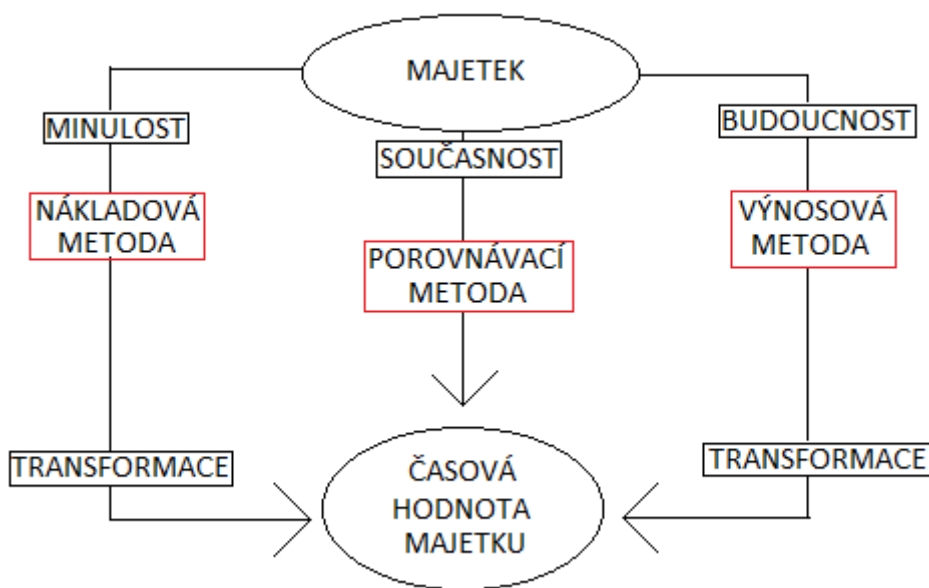 MAJETEK
MINULOST
SOUČASNOST
BUDOUCNOST
NÁKLADOVÁ
METODA
POROVNÁVACÍ
METODA
VÝNOSOVÁ
METODA
TRANSFORMACE
ČASOVÁ
HODNOTA
MAJETKU
TRANSFORMACE